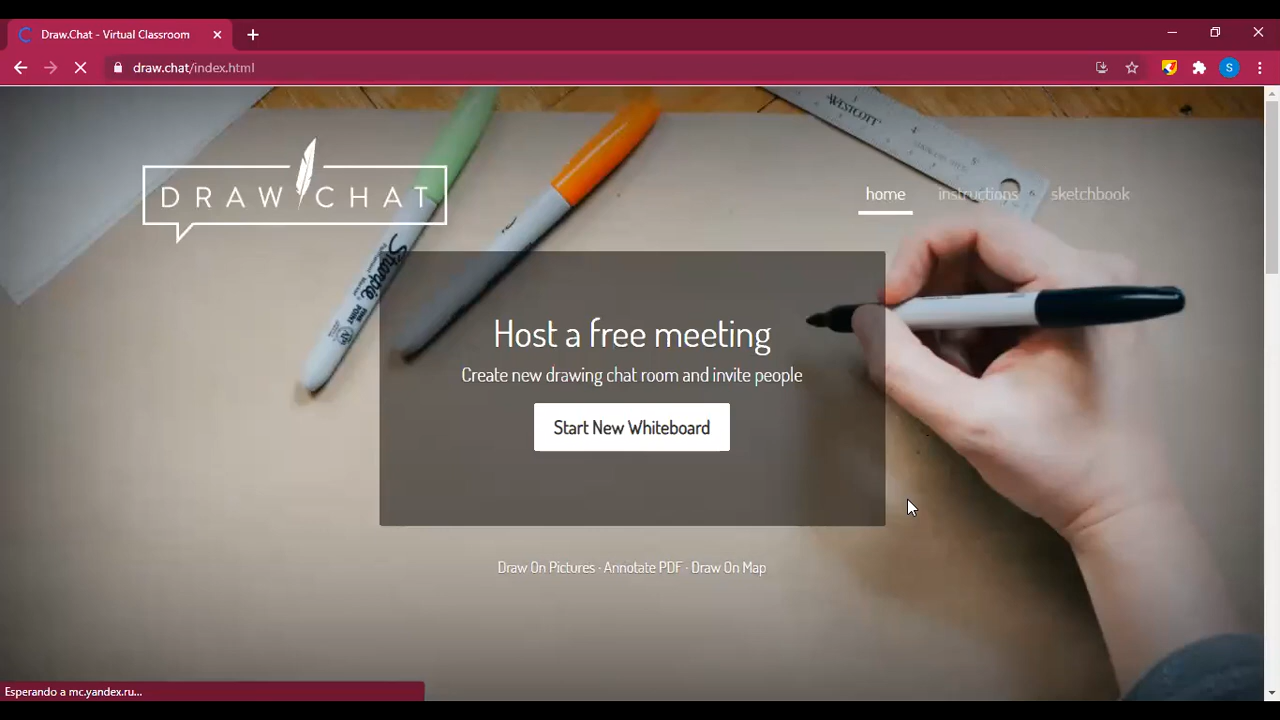 Draw.Chat - Virtual Classroom
draw.chat/index.html
S
WESTCOTT
DRAW CHAT
home
instructions
sketchbook
Sharpie
Host a free meeting
Create new drawing chat room and invite people
Start New Whiteboard
Draw On Pictures · Annotate PDF · Draw On Map
Esperando a mc.yandex.ru...